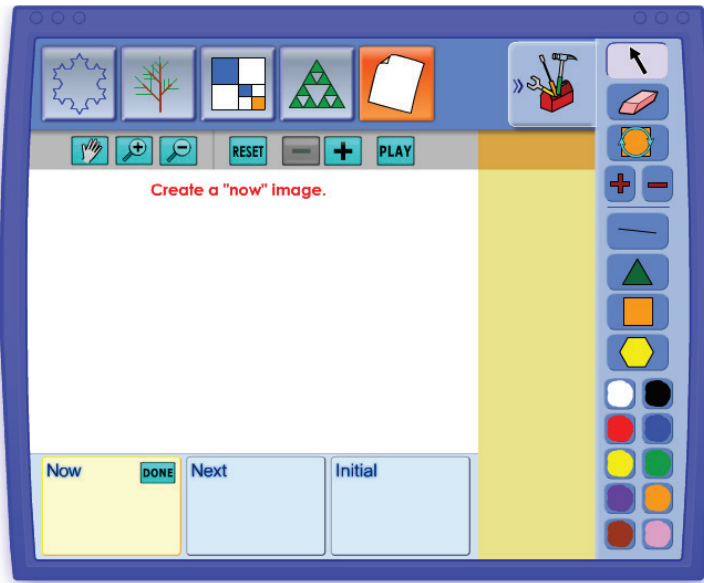 RESET
PLAY
Create a "now" image.
Now
DONE
Next
Initial